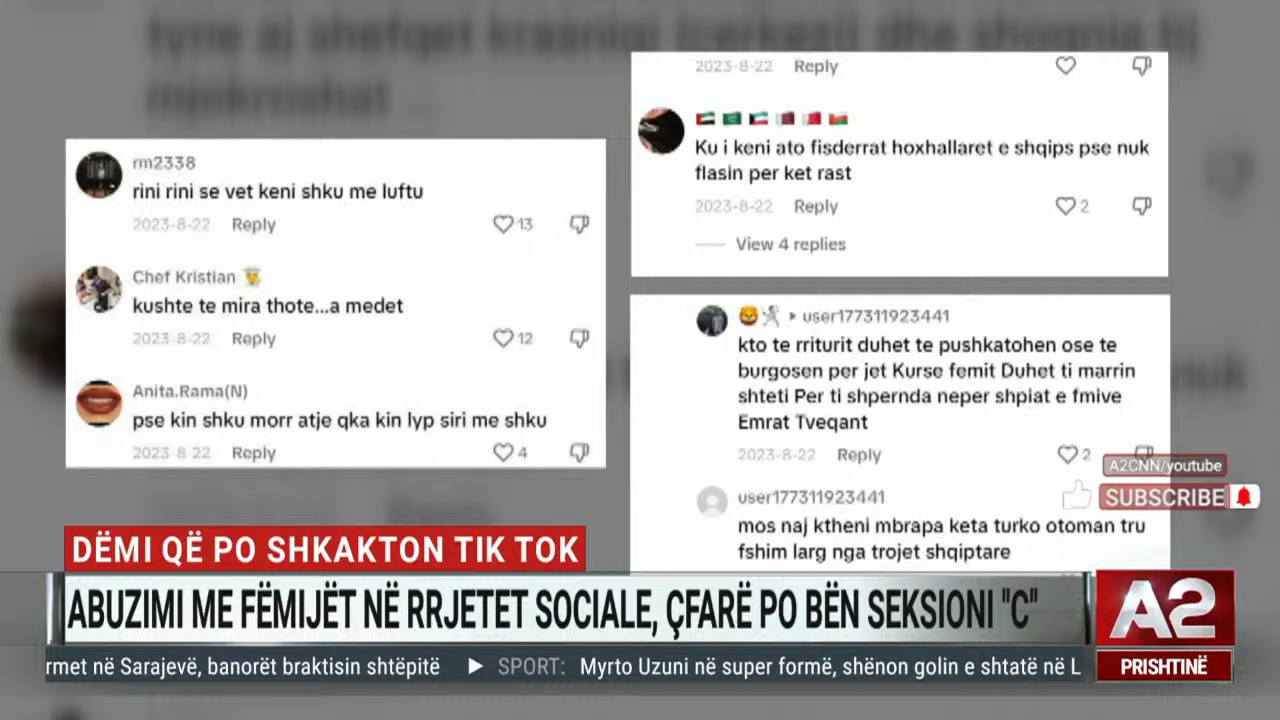 rm2338
rini rini se vet keni shku me luftu
2023-8-22 Reply 13
Chef Kristian
kushte te mira thote...a medet
2023-8-22 Reply 12
Anita.Rama(N)
pse kin shku morr atje qka kin lyp siri me shku
2023-8-22 Reply 4
2023-8-22 Reply
Ku i keni ato fisderrat hoxhallaret e shqips pse nuk
flasin per ket rast
2023-8-22 Reply 2
View 4 replies
user177311923441
kto te rriturit duhet te pushkatohen ose te
burgosen per jet Kurse femit Duhet ti marrin
shteti Per ti shpernda neper shpiat e fmive
Emrat Tveqant
2023-8-22 Reply 2
user177311923441
mos naj ktheni mbrapa keta turko otoman tru
fshim larg nga trojet shqiptare
A2CNN/youtube
SUBSCRIBE
DËMI QË PO SHKAKTON TIK TOK
ABUZIMI ME FËMIJËT NË RRJETET SOCIALE, ÇFARË PO BËN SEKSIONI "C"
A2
PRISHTINË
rmet në Sarajevë, banorët braktisin shtëpitë ▶ SPORT: Myrto Uzuni në super formë, shënon golin e shtatë në L